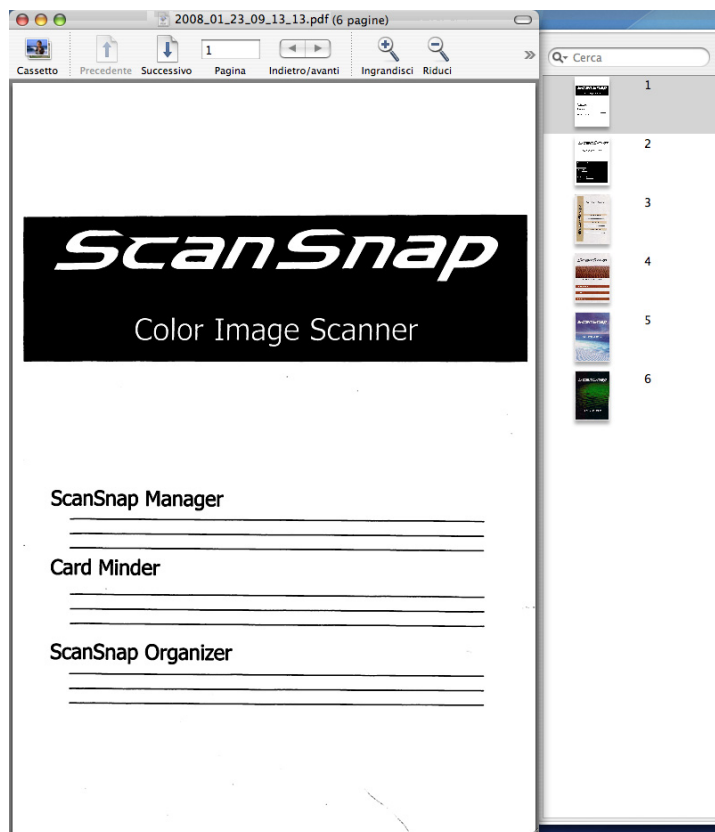 2008_01_23_09_13_13.pdf (6 pagine)
1
Cassetto Precedente Successivo Pagina Indietro/avanti Ingrandisci Riduci
»
ScanSnap
Color Image Scanner
ScanSnap Manager
Card Minder
ScanSnap Organizer
Cerca
1
2
3
4
5
6